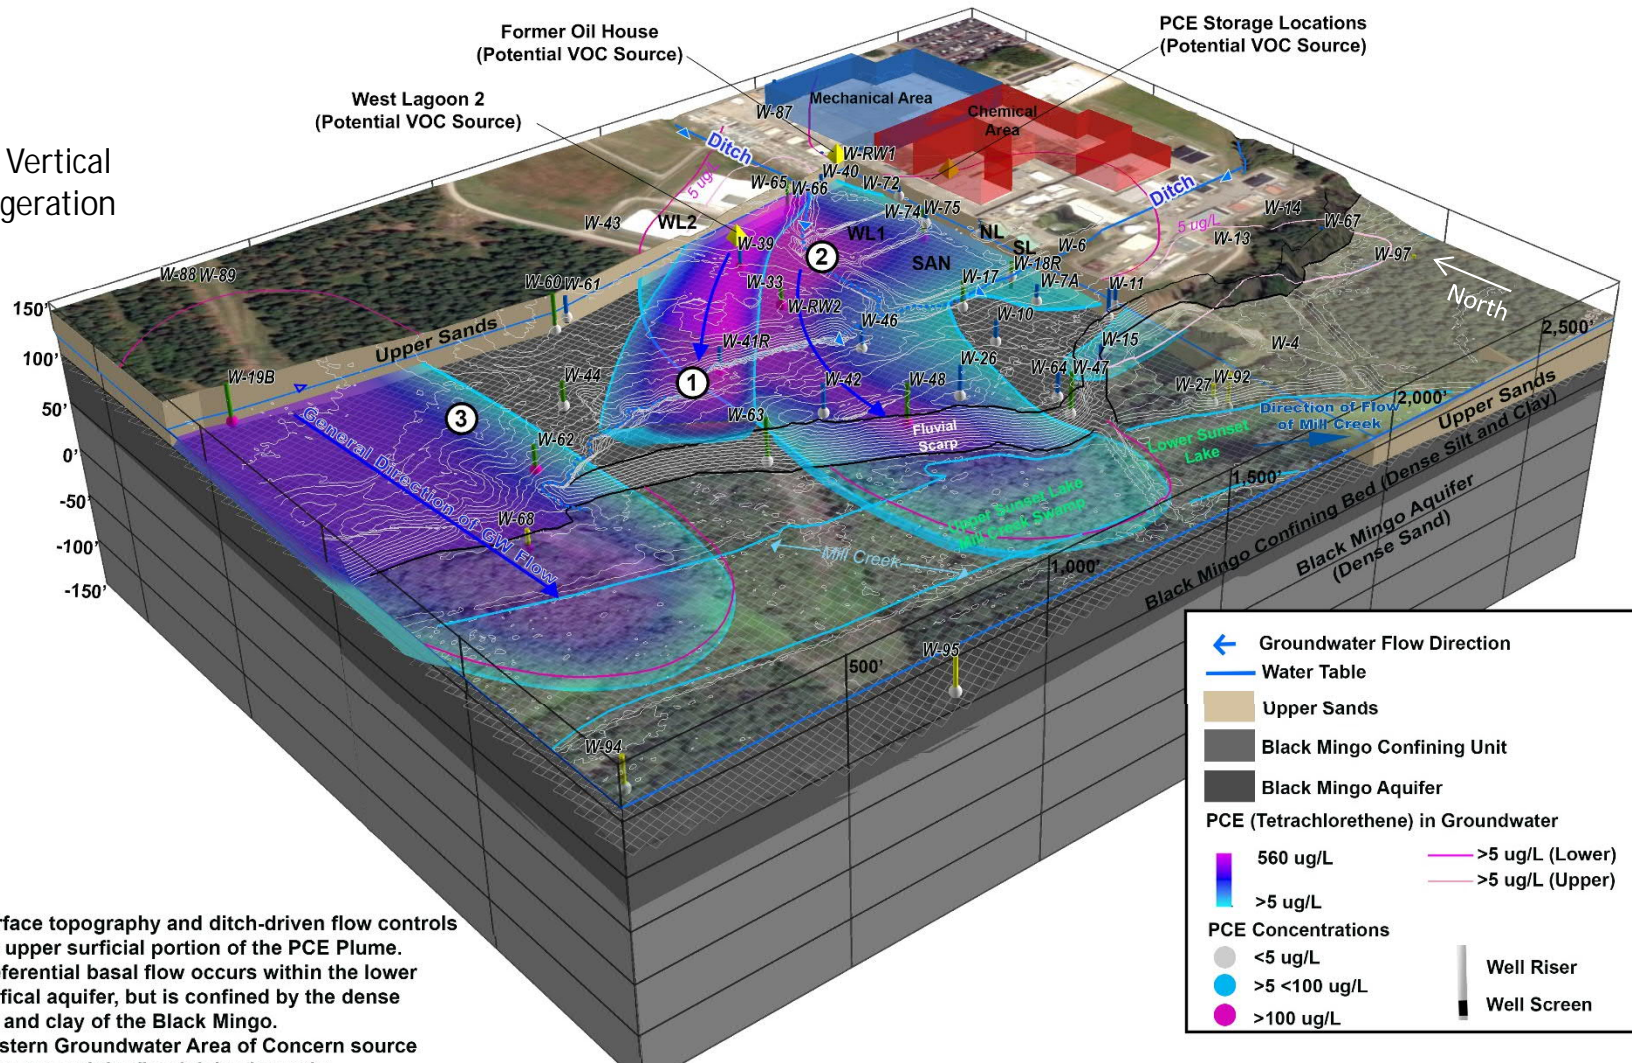 Former Oil House
(Potential VOC Source)
PCE Storage Locations
(Potential VOC Source)
West Lagoon 2
(Potential VOC Source)
Vertical
geration
Mechanical Area
Chemical
Area
W-87
Ditch
W-RW1
W-40
W-72
W-65
W-66
5 ug/L
W-74
W-75
Ditch
W-14
W-67
W-43
WL2
WL1
NL
SL
W-6
5 ug/L
W-13
W-97
W-39
SAN
W-18R
W-88
W-89
W-60
W-61
W-33
W-17
W-7A
W-11
North
W-RW2
W-46
W-10
150'
100'
50'
0'
-50'
-100'
-150'
Upper Sands
2,500'
W-41R
W-15
W-4
W-19B
W-44
W-26
W-64
W-47
W-42
W-48
W-27
W-92
2,000'
Upper Sands
1
2
3
W-63
Fluvial
Scarp
Direction of Flow
of Mill Creek
General Direction of GW Flow
W-62
Lower Sunset
Lake
1,500'
Upper Sunset Lake
Mill Creek Swamp
W-68
Mill Creek
1,000'
Black Mingo Confining Bed (Dense Silt and Clay)
Black Mingo Aquifer
(Dense Sand)
500'
W-95
W-94
Groundwater Flow Direction
Water Table
Upper Sands
Black Mingo Confining Unit
Black Mingo Aquifer
PCE (Tetrachlorethene) in Groundwater
560 ug/L
>5 ug/L
>5 ug/L (Lower)
>5 ug/L (Upper)
PCE Concentrations
<5 ug/L
>5 <100 ug/L
>100 ug/L
Well Riser
Well Screen
rface topography and ditch-driven flow controls
upper surficial portion of the PCE Plume.
eferential basal flow occurs within the lower
fical aquifer, but is confined by the dense
and clay of the Black Mingo.
stern Groundwater Area of Concern source